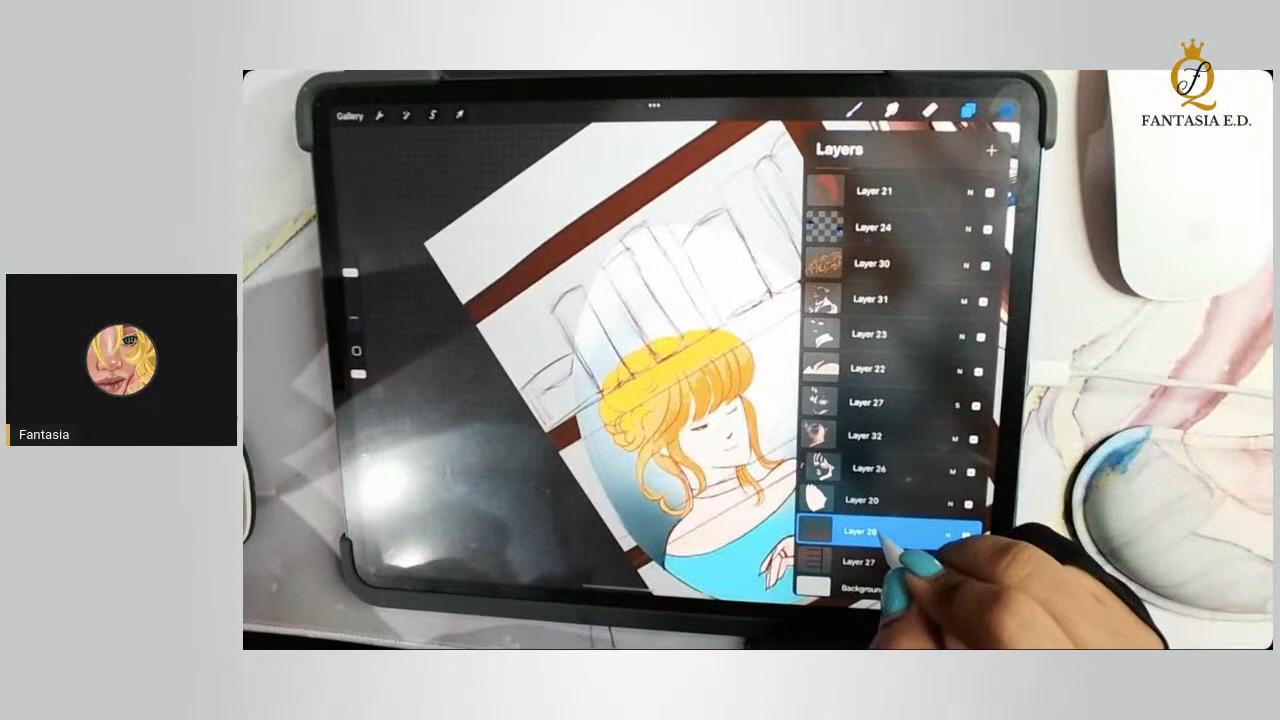 FANTASIA E.D.
Gallery
Layers
Layer 21
N
Layer 24
N
Layer 30
N
Layer 31
M
Layer 23
N
Layer 22
N
Layer 27
S
Layer 32
M
Layer 26
M
Layer 20
N
Layer 28
N
Layer 27
Background
Fantasia